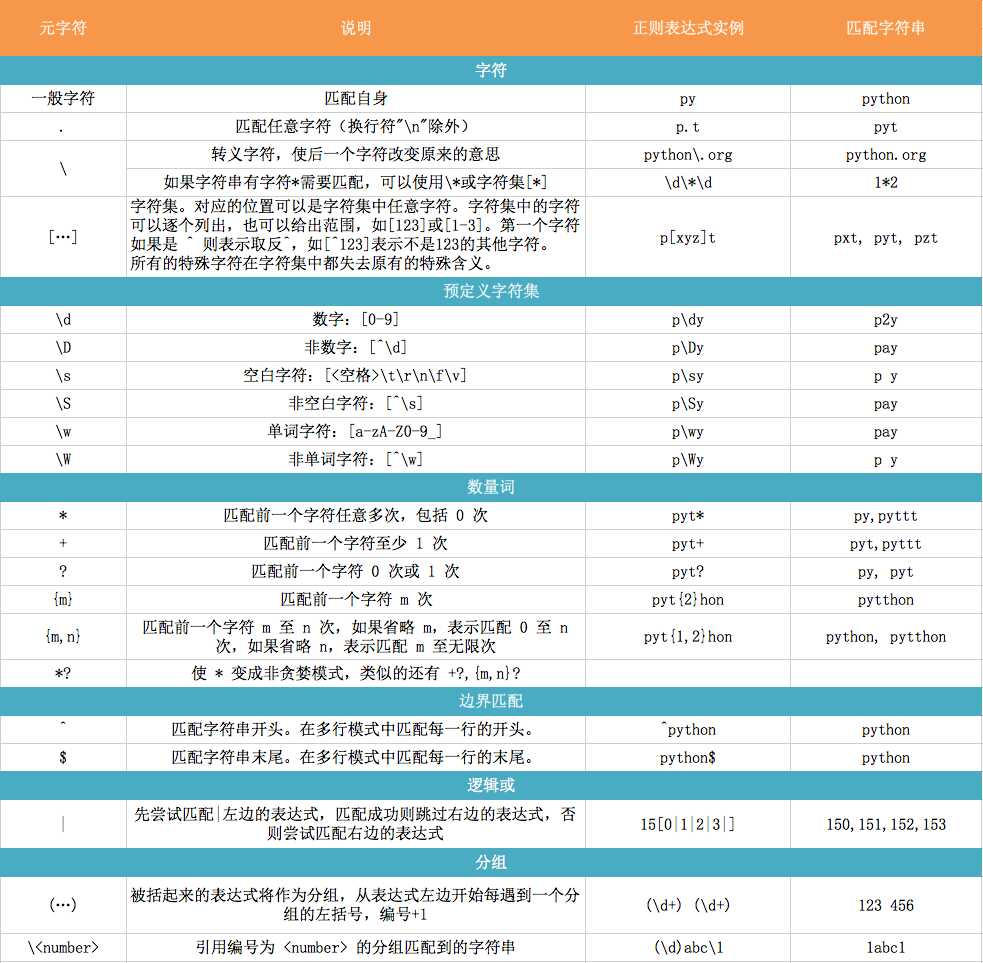 元字符 说明 正则表达式实例 匹配字符串
字符
一般字符 匹配自身 py python
. 匹配任意字符（换行符"\n"除外） p.t pyt
\ 转义字符，使后一个字符改变原来的意思 python\.org python.org
如果字符串有字符*需要匹配，可以使用\*或字符集[*] \d\*\d 1*2
[…] 字符集。对应的位置可以是字符集中任意字符。字符集中的字符
可以逐个列出，也可以给出范围，如[123]或[1-3]。第一个字符
如果是 ^ 则表示取反^，如[^123]表示不是123的其他字符。
所有的特殊字符在字符集中都失去原有的特殊含义。 p[xyz]t pxt, pyt, pzt
预定义字符集
\d 数字：[0-9] p\dy p2y
\D 非数字：[^\d] p\Dy pay
\s 空白字符：[<空格>\t\r\n\f\v] p\sy p y
\S 非空白字符：[^\s] p\Sy pay
\w 单词字符：[a-zA-Z0-9_] p\wy pay
\W 非单词字符：[^\w] p\Wy p y
数量词
* 匹配前一个字符任意多次，包括 0 次 pyt* py,pyttt
+ 匹配前一个字符至少 1 次 pyt+ pyt,pyttt
? 匹配前一个字符 0 次或 1 次 pyt? py, pyt
{m} 匹配前一个字符 m 次 pyt{2}hon pytthon
{m,n} 匹配前一个字符 m 至 n 次，如果省略 m，表示匹配 0 至 n
次，如果省略 n，表示匹配 m 至无限次 pyt{1,2}hon python, pytthon
*? 使 * 变成非贪婪模式，类似的还有 +?,{m,n}?
边界匹配
^ 匹配字符串开头。在多行模式中匹配每一行的开头。 ^python python
$ 匹配字符串末尾。在多行模式中匹配每一行的末尾。 python$ python
逻辑或
| 先尝试匹配|左边的表达式，匹配成功则跳过右边的表达式，否
则尝试匹配右边的表达式 15[0|1|2|3|] 150,151,152,153
分组
(…) 被括起来的表达式将作为分组，从表达式左边开始每遇到一个分
组的左括号，编号+1 (\d+) (\d+) 123 456
\<number> 引用编号为 <number> 的分组匹配到的字符串 (\d)abc\1 1abc1